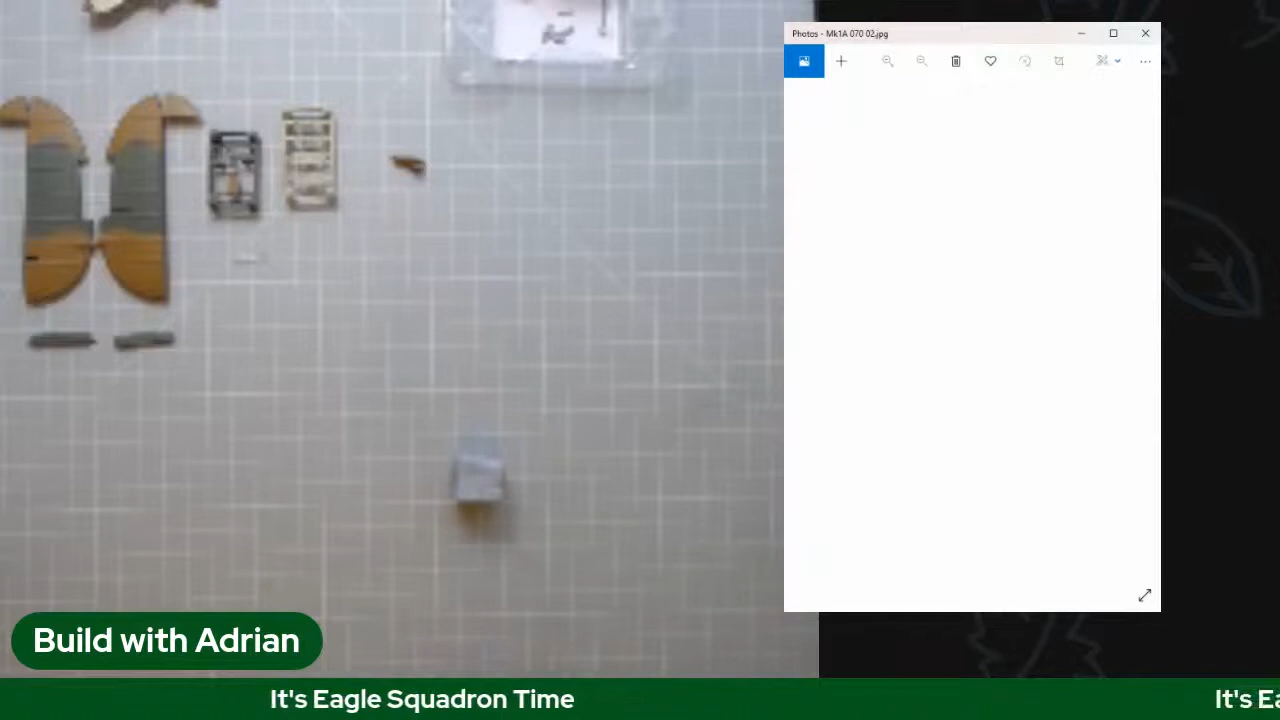 Photos - Mk1A 070 02.jpg
Build with Adrian
It's Eagle Squadron Time
It's Ea